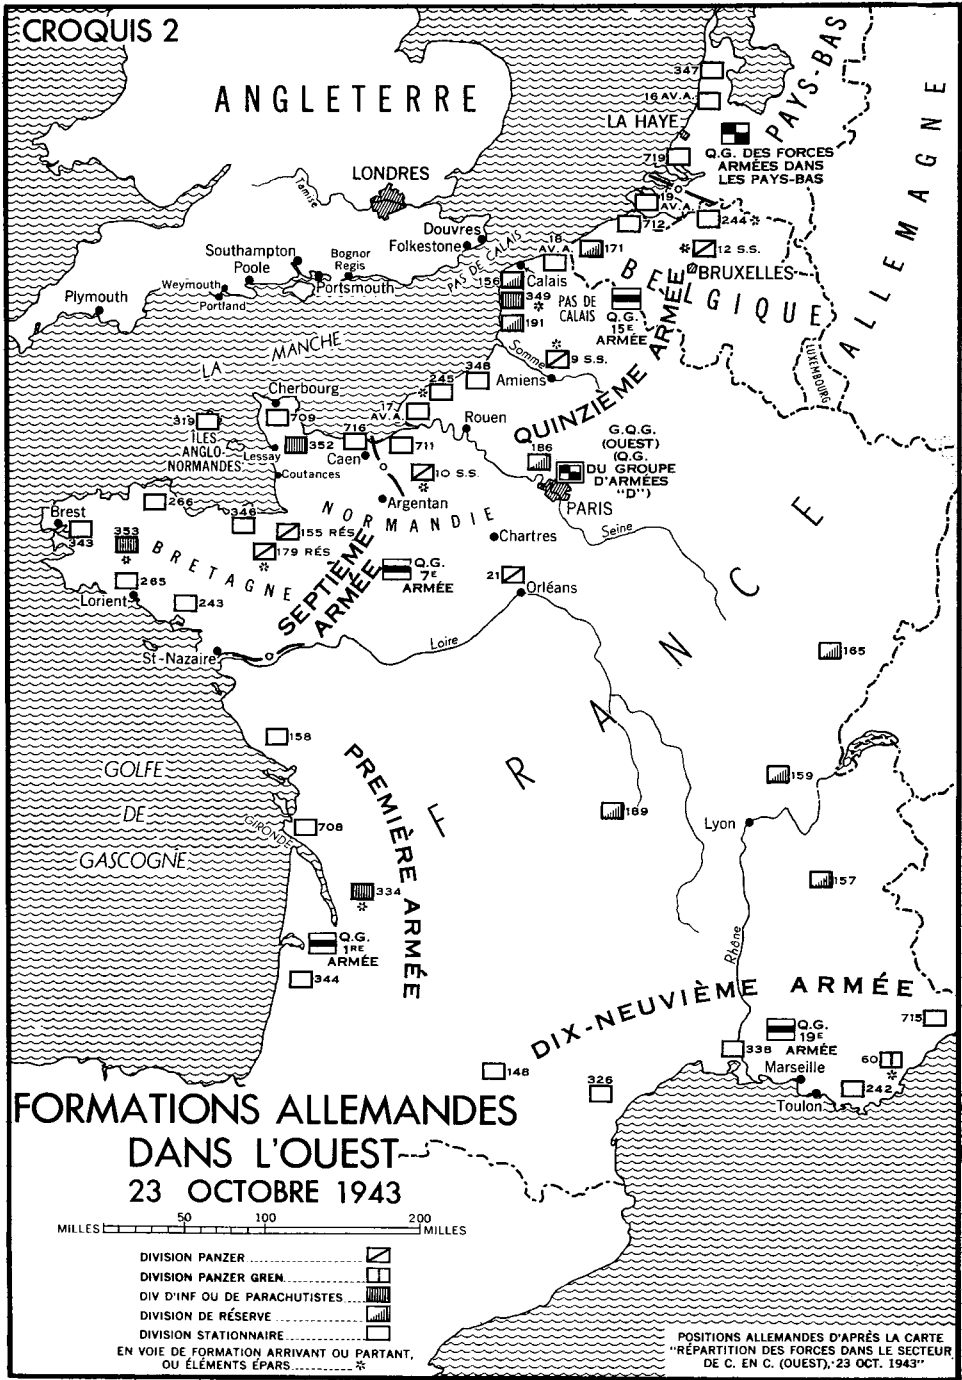 CROQUIS 2
ANGLETERRE
PAYS-BAS
ALLEMAGNE
347
16 AV.A.
LA HAYE
Q.G. DES FORCES
ARMÉES DANS
LES PAYS-BAS
719
LONDRES
Tamise
19
AV.A.
712
244*
Douvres
Folkestone
18
AV.A.
171
* 12 S.S.
BRUXELLES
BELGIQUE
Southampton
Poole
Bognor
Regis
Portsmouth
Weymouth
Portland
Plymouth
PAS DE CALAIS
156
Calais
349
*
PAS DE
CALAIS
191
Q.G.
15E
ARMÉE
LUXEMBOURG
LA MANCHE
Somme
*
9 S.S.
Amiens
348
245
*
17
AV.A.
QUINZIÈME ARMÉE
Cherbourg
319
709
ÎLES
ANGLO-
NORMANDES
Lessay
352
716
Caen
711
Rouen
Coutances
10 S.S.
*
186
G.Q.G.
(OUEST)
(Q.G.
DU GROUPE
D'ARMÉES
"D")
PARIS
Argentan
NORMANDIE
Seine
Chartres
Brest
343
266
346
155 RÉS
353
*
179 RÉS
*
BRETAGNE
SEPTIÈME
ARMÉE
Q.G.
7E
ARMÉE
21
Orléans
265
Lorient
243
St-Nazaire
Loire
FRANCE
165
158
GOLFE
DE
GASCOGNE
PREMIÈRE ARMÉE
159
189
Lyon
708
GIRONDE
157
334
*
Q.G.
1RE
ARMÉE
344
Rhône
DIX-NEUVIÈME ARMÉE
715
Q.G.
19E
ARMÉE
338
60
*
Marseille
148
326
242
Toulon
FORMATIONS ALLEMANDES
DANS L'OUEST
23 OCTOBRE 1943
MILLES 50 100 200 MILLES
DIVISION PANZER
DIVISION PANZER GREN.
DIV D'INF OU DE PARACHUTISTES
DIVISION DE RÉSERVE
DIVISION STATIONNAIRE
EN VOIE DE FORMATION ARRIVANT OU PARTANT,
OU ÉLÉMENTS ÉPARS *
POSITIONS ALLEMANDES D'APRÈS LA CARTE
"RÉPARTITION DES FORCES DANS LE SECTEUR
DE C. EN C. (OUEST), 23 OCT. 1943"